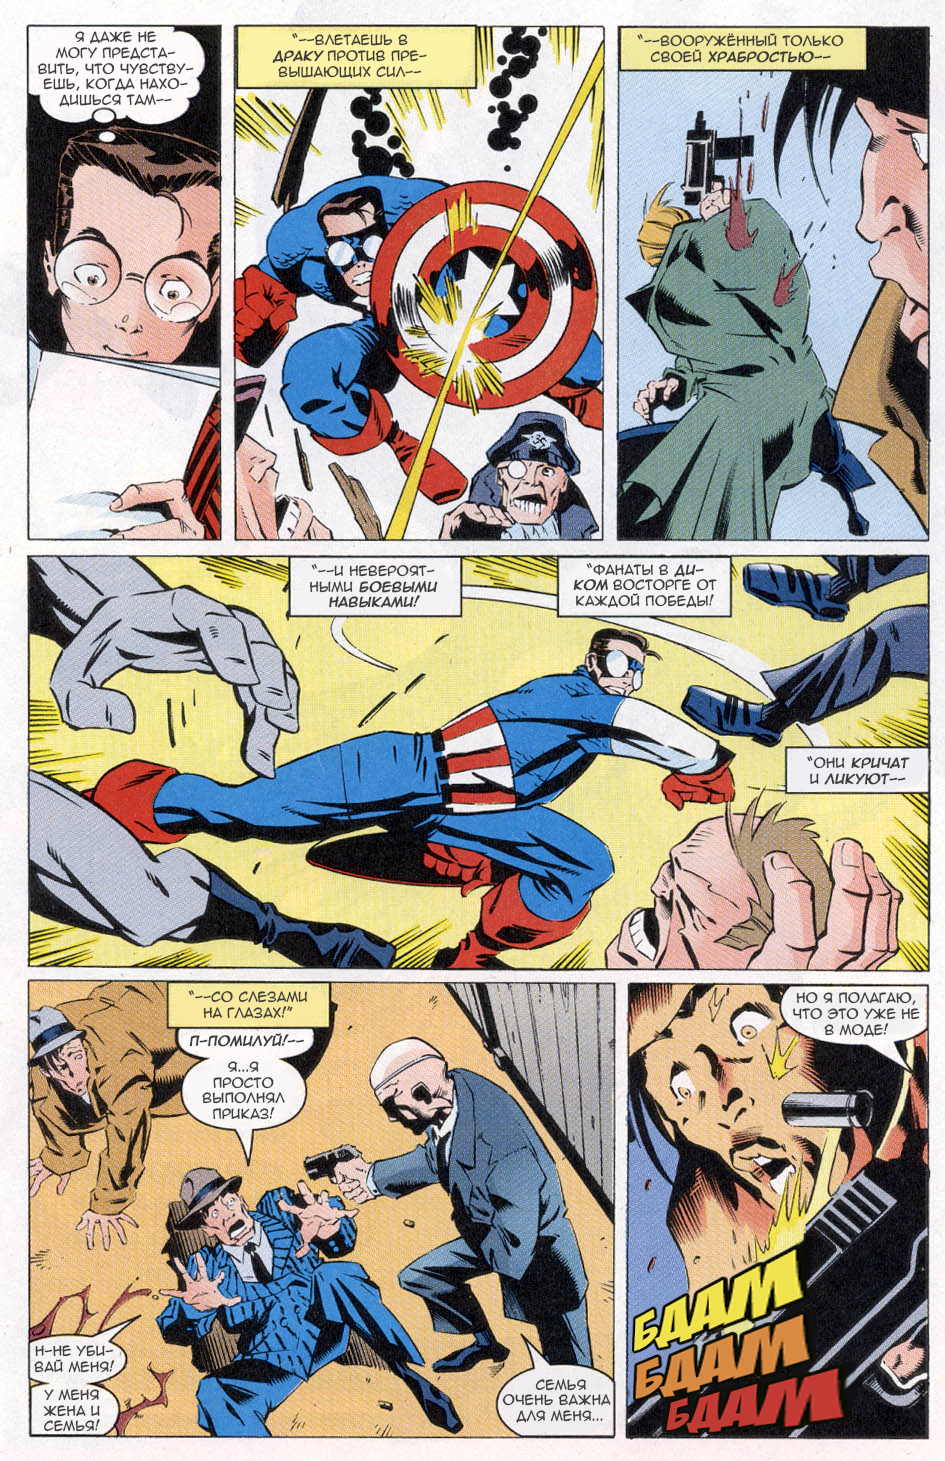 Я ДАЖЕ НЕ
МОГУ ПРЕДСТА-
ВИТЬ, ЧТО ЧУВСТВУ-
ЕШЬ, КОГДА НАХО-
ДИШЬСЯ ТАМ--
"--ВЛЕТАЕШЬ В
ДРАКУ ПРОТИВ ПРЕ-
ВЫШАЮЩИХ СИЛ--
"--ВООРУЖЁННЫЙ ТОЛЬКО
СВОЕЙ ХРАБРОСТЬЮ--
"--И НЕВЕРОЯТ-
НЫМИ БОЕВЫМИ
НАВЫКАМИ!
"ФАНАТЫ В ДИ-
КОМ ВОСТОРГЕ ОТ
КАЖДОЙ ПОБЕДЫ!
"ОНИ КРИЧАТ
И ЛИКУЮТ--
"--СО СЛЕЗАМИ
НА ГЛАЗАХ!"
П-ПОМИЛУЙ!--
Я...Я
ПРОСТО
ВЫПОЛНЯЛ
ПРИКАЗ!
Н-НЕ УБИ-
ВАЙ МЕНЯ!
У МЕНЯ
ЖЕНА И
СЕМЬЯ!
СЕМЬЯ
ОЧЕНЬ ВАЖНА
ДЛЯ МЕНЯ...
НО Я ПОЛАГАЮ,
ЧТО ЭТО УЖЕ НЕ
В МОДЕ!
БДАМ
БДАМ
БДАМ